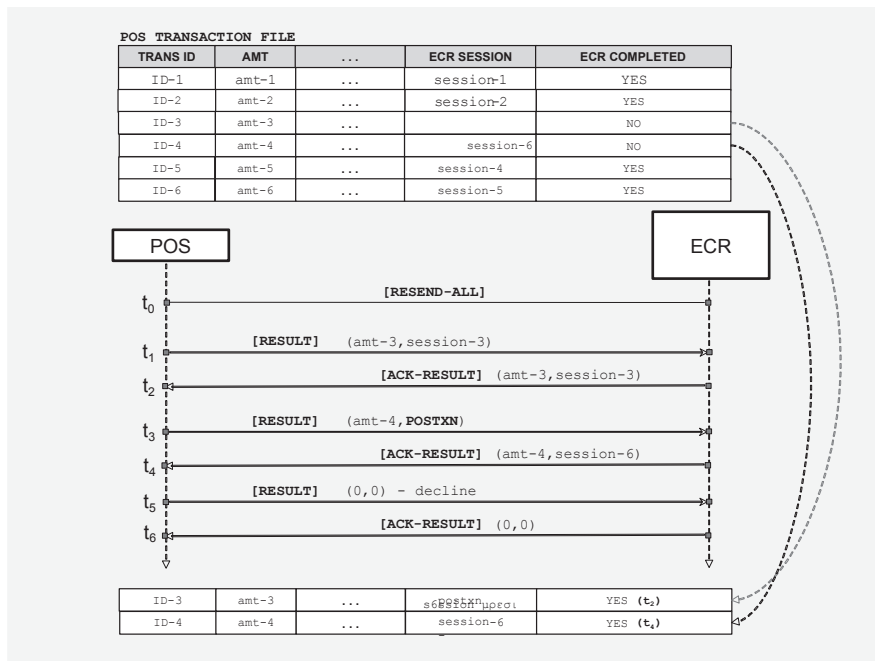 POS TRANSACTION FILE
TRANS ID AMT ... ECR SESSION ECR COMPLETED
ID-1 amt-1 ... session-1 YES
ID-2 amt-2 ... session-2 YES
ID-3 amt-3 ... NO
ID-4 amt-4 ... session-6 NO
ID-5 amt-5 ... session-4 YES
ID-6 amt-6 ... session-5 YES
POS ECR
t0 [RESEND-ALL]
t1 [RESULT] (amt-3,session-3)
t2 [ACK-RESULT] (amt-3,session-3)
t3 [RESULT] (amt-4,POSTXN)
t4 [ACK-RESULT] (amt-4,session-6)
t5 [RESULT] (0,0) - decline
t6 [ACK-RESULT] (0,0)
ID-3 amt-3 ... postxn YES (t2)
ID-4 amt-4 ... session-6 YES (t4)